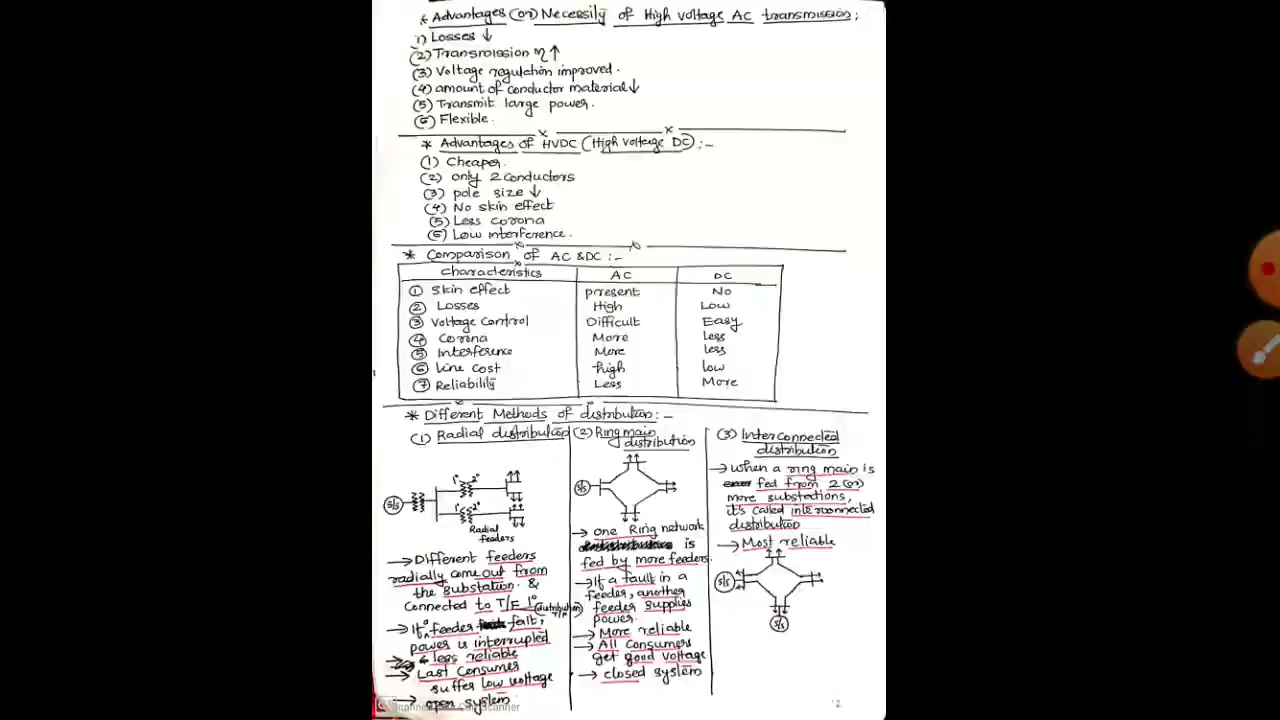 * Advantages (or) Necessity of High voltage AC transmission;
(1) Losses ↓
(2) Transmission η ↑
(3) Voltage regulation improved.
(4) amount of conductor material ↓
(5) Transmit large power.
(6) Flexible.
* Advantages of HVDC (High voltage DC) :-
(1) Cheaper.
(2) only 2 conductors
(3) pole size ↓
(4) No skin effect
(5) Less corona
(6) Low interference.
* Comparison of AC & DC :-
Characteristics AC DC
① Skin effect present No
② Losses High Low
③ Voltage control Difficult Easy
④ Corona More Less
⑤ Interference More less
⑥ Line cost high low
⑦ Reliability Less More
* Different Methods of distribution: -
(1) Radial distribution
S/S
1° 2°
1° 2°
Radial
feeders
→ Different feeders
radially come out from
the substation. &
connected to T/F 1°
(distribution T/F)
→ If a feeder fail,
power is interrupted
→ less reliable
→ Last Consumer
suffer low voltage
→ open system
(2) Ring main
distribution
S/S
→ one Ring network
is
fed by more feeders.
→ If a fault in a
feeder, another
feeder supplies
power.
→ More reliable
→ All consumers
get good voltage
→ closed system
(3) Interconnected
distribution
→ when a ring main is
fed from 2 (or)
more substations,
it's called interconnected
distribution
→ Most reliable
S/S
S/S